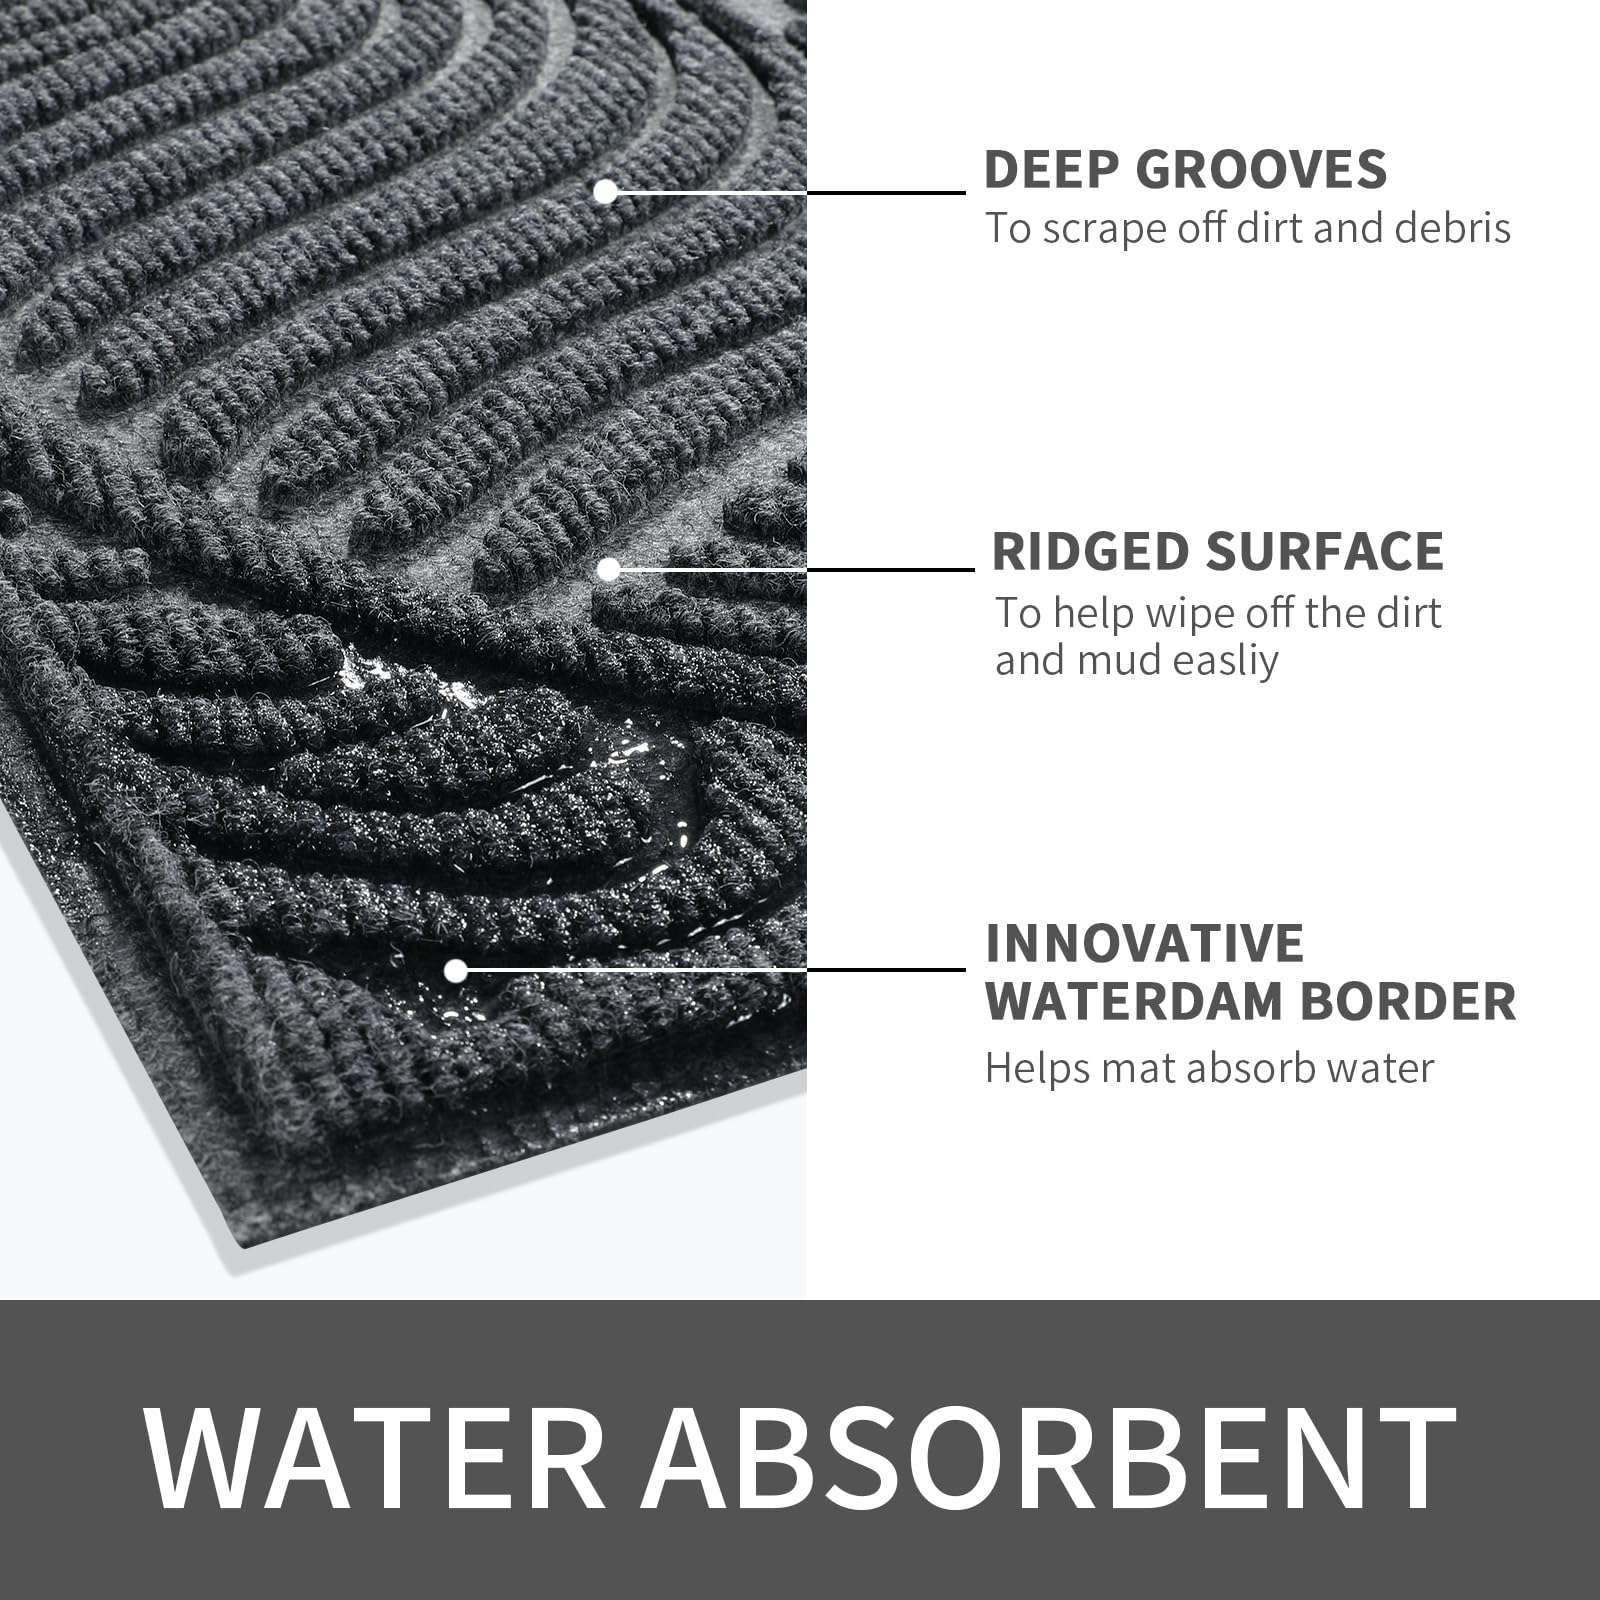 DEEP GROOVES
To scrape off dirt and debris
RIDGED SURFACE
To help wipe off the dirt
and mud easliy
INNOVATIVE
WATERDAM BORDER
Helps mat absorb water
WATER ABSORBENT